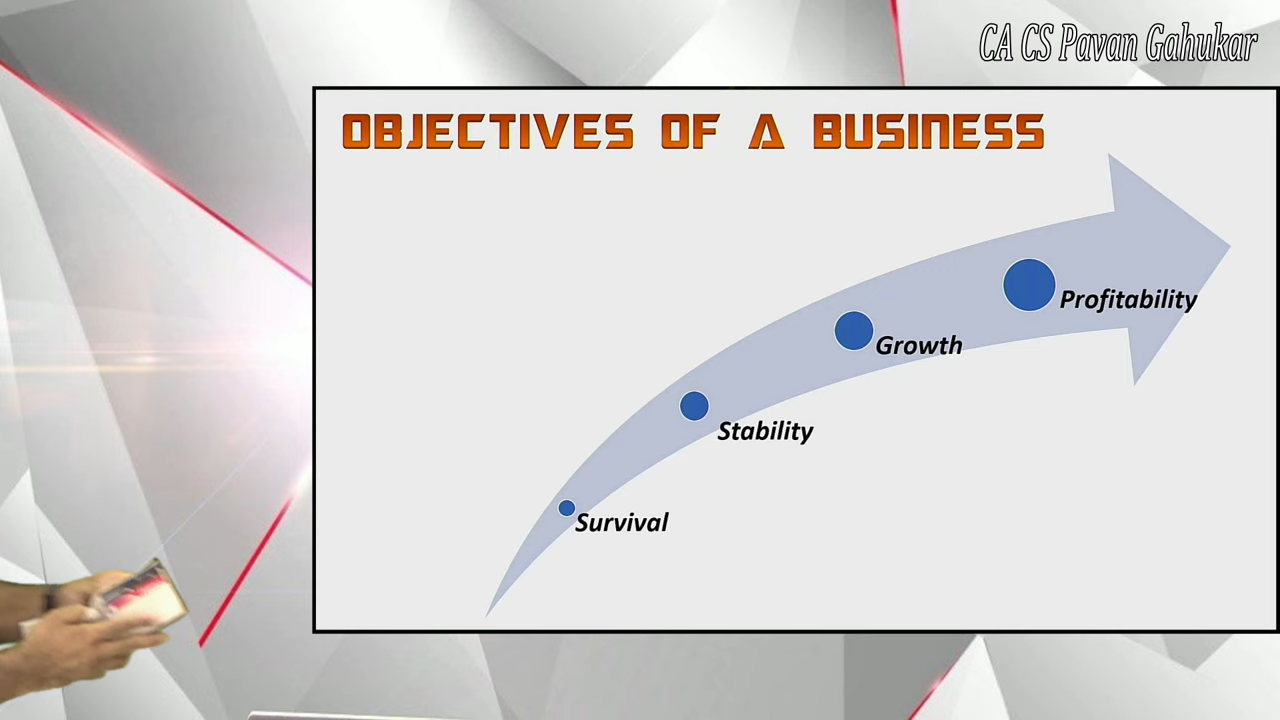 CA CS Pavan Gahukar
OBJECTIVES OF A BUSINESS
Profitability
Growth
Stability
Survival